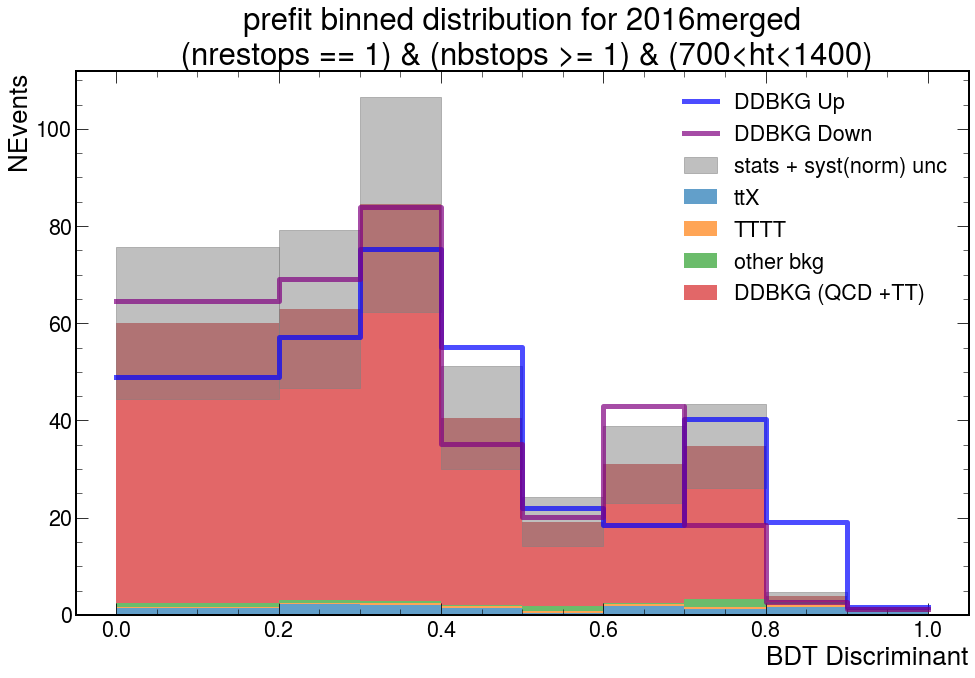 prefit binned distribution for 2016merged
(nrestops == 1) & (nbstops >= 1) & (700<ht<1400)
NEvents
100
80
60
40
20
0
DDBKG Up
DDBKG Down
stats + syst(norm) unc
ttX
TTTT
other bkg
DDBKG (QCD +TT)
0.0 0.2 0.4 0.6 0.8 1.0
BDT Discriminant